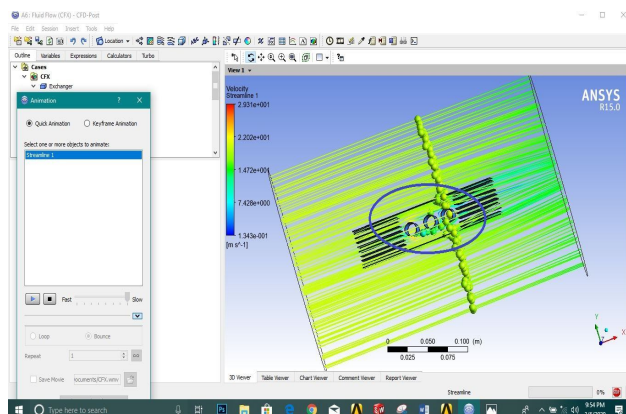 A6 : Fluid Flow (CFX) - CFD-Post
File Edit Session Insert Tools Help
Location
Outline Variables Expressions Calculators Turbo
Cases
CFX
Exchanger
Animation ? X
Quick Animation Keyframe Animation
Select one or more objects to animate:
Streamline 1
Fast Slow
Loop Bounce
Repeat 1
Save Movie ocuments/CFX.wmv
View 1
Velocity
Streamline 1
2.931e+001
2.202e+001
1.472e+001
7.428e+000
1.343e-001
[m s^-1]
ANSYS
R15.0
0 0.050 0.100 (m)
0.025 0.075
Y
X
Z
3D Viewer Table Viewer Chart Viewer Comment Viewer Report Viewer
Streamline 0%
Type here to search
9:54 PM